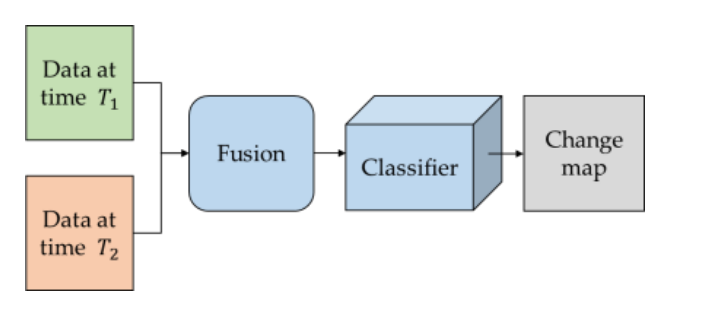 Data at
time T₁
Fusion
Classifier
Change
map
Data at
time T₂